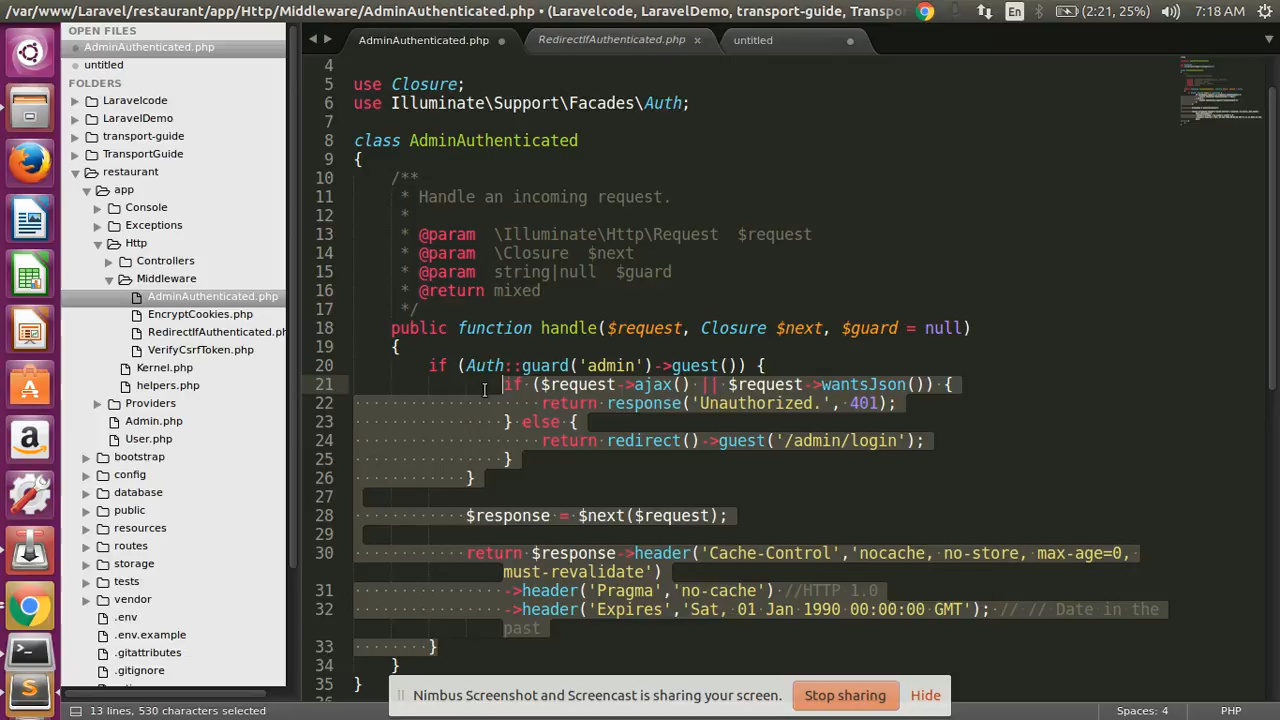 /var/www/Laravel/restaurant/app/Http/Middleware/AdminAuthenticated.php • (Laravelcode, LaravelDemo, transport-guide, Transpo
En
(2:21, 25%)
7:18 AM
OPEN FILES
AdminAuthenticated.php
untitled
FOLDERS
Laravelcode
LaravelDemo
transport-guide
TransportGuide
restaurant
app
Console
Exceptions
Http
Controllers
Middleware
AdminAuthenticated.php
EncryptCookies.php
RedirectIfAuthenticated.ph
VerifyCsrfToken.php
Kernel.php
helpers.php
Providers
Admin.php
User.php
bootstrap
config
database
public
resources
routes
storage
tests
vendor
.env
.env.example
.gitattributes
.gitignore
AdminAuthenticated.php
RedirectIfAuthenticated.php ×
untitled
4
5 use Closure;
6 use Illuminate\Support\Facades\Auth;
7
8 class AdminAuthenticated
9 {
10 /**
11 * Handle an incoming request.
12 *
13 * @param \Illuminate\Http\Request $request
14 * @param \Closure $next
15 * @param string|null $guard
16 * @return mixed
17 */
18 public function handle($request, Closure $next, $guard = null)
19 {
20 if (Auth::guard('admin')->guest()) {
21 if ($request->ajax() || $request->wantsJson()) {
22 return response('Unauthorized.', 401);
23 } else {
24 return redirect()->guest('/admin/login');
25 }
26 }
27
28 $response = $next($request);
29
30 return $response->header('Cache-Control','nocache, no-store, max-age=0,
must-revalidate')
31 ->header('Pragma','no-cache') //HTTP 1.0
32 ->header('Expires','Sat, 01 Jan 1990 00:00:00 GMT'); // // Date in the
past
33 }
34 }
35 }
Nimbus Screenshot and Screencast is sharing your screen.
Stop sharing
Hide
13 lines, 530 characters selected
Spaces: 4
PHP